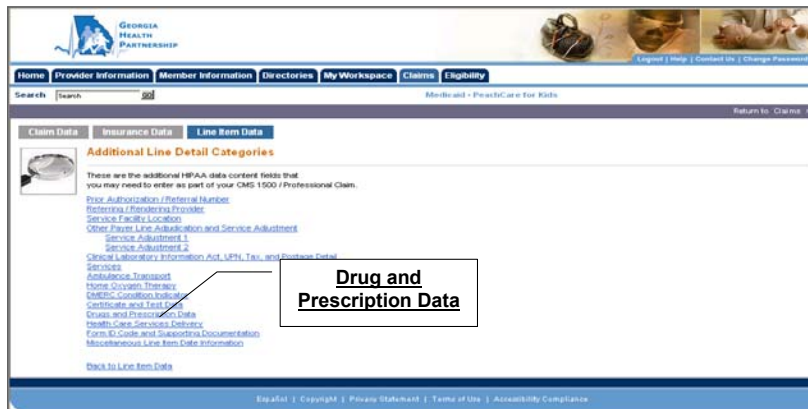 GEORGIA
HEALTH
PARTNERSHIP
Logout | Help | Contact Us | Change Password
Home Provider Information Member Information Directories My Workspace Claims Eligibility
Search Search GO Medicaid • PeachCare for Kids
Return to Claims
Claim Data Insurance Data Line Item Data
Additional Line Detail Categories
These are the additional HIPAA data content fields that
you may need to enter as part of your CMS 1500 / Professional Claim.
Prior Authorization / Referral Number
Referring / Rendering Provider
Service Facility Location
Other Payer Line Adjudication and Service Adjustment
Service Adjustment 1
Service Adjustment 2
Clinical Laboratory Information Act, UPN, Tax, and Postage Detail
Services
Ambulance Transport
Home Oxygen Therapy
DMERC Condition Indicator
Certificate and Test Data
Drugs and Prescription Data
Health Care Services Delivery
Form ID Code and Supporting Documentation
Miscellaneous Line Item Date Information
Back to Line Item Data
Drug and
Prescription Data
Español | Copyright | Privacy Statement | Terms of Use | Accessibility Compliance